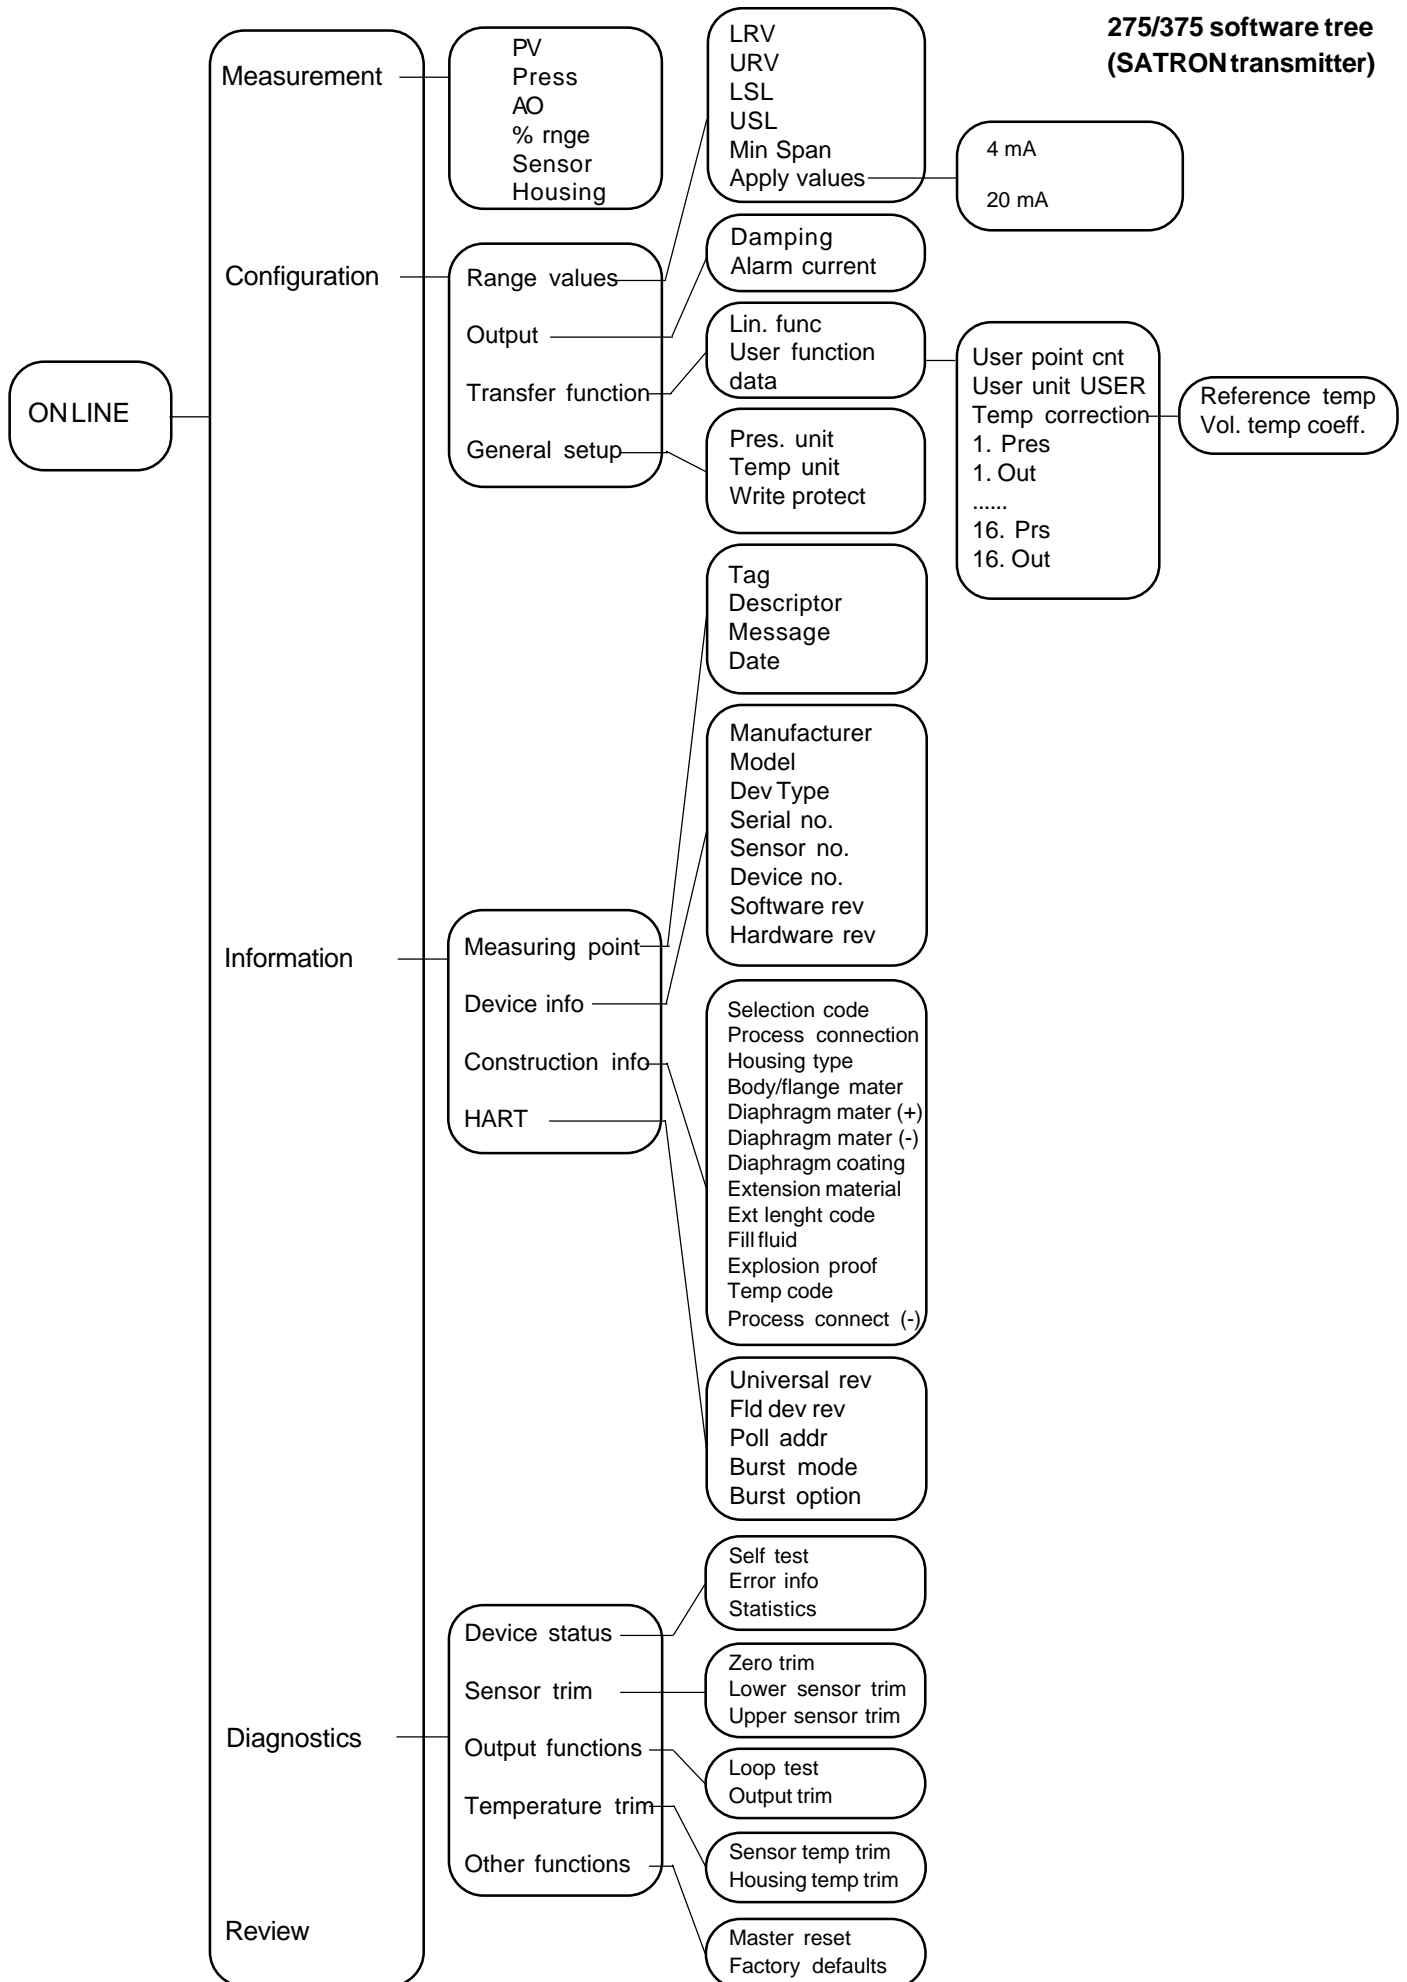 275/375 software tree
(SATRON transmitter)
ON LINE
Measurement
Configuration
Information
Diagnostics
Review
PV
Press
AO
% rnge
Sensor
Housing
Range values
Output
Transfer function
General setup
LRV
URV
LSL
USL
Min Span
Apply values
4 mA
20 mA
Damping
Alarm current
Lin. func
User function
data
User point cnt
User unit USER
Temp correction
1. Pres
1. Out
......
16. Prs
16. Out
Reference temp
Vol. temp coeff.
Pres. unit
Temp unit
Write protect
Measuring point
Device info
Construction info
HART
Tag
Descriptor
Message
Date
Manufacturer
Model
Dev Type
Serial no.
Sensor no.
Device no.
Software rev
Hardware rev
Selection code
Process connection
Housing type
Body/flange mater
Diaphragm mater (+)
Diaphragm mater (-)
Diaphragm coating
Extension material
Ext lenght code
Fill fluid
Explosion proof
Temp code
Process connect (-)
Universal rev
Fld dev rev
Poll addr
Burst mode
Burst option
Device status
Sensor trim
Output functions
Temperature trim
Other functions
Self test
Error info
Statistics
Zero trim
Lower sensor trim
Upper sensor trim
Loop test
Output trim
Sensor temp trim
Housing temp trim
Master reset
Factory defaults